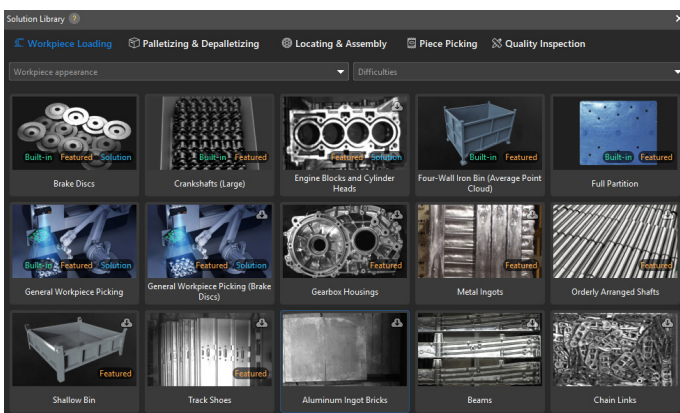 Solution Library ?
Workpiece Loading Palletizing & Depalletizing Locating & Assembly Piece Picking Quality Inspection
Workpiece appearance Difficulties
Built-in Featured Solution Built-in Featured Featured Solution Built-in Featured
Brake Discs Crankshafts (Large) Engine Blocks and Cylinder Heads Four-Wall Iron Bin (Average Point Cloud) Full Partition
Built-in Featured Solution Built-in Featured Solution Featured Featured Featured
General Workpiece Picking General Workpiece Picking (Brake Discs) Gearbox Housings Metal Ingots Orderly Arranged Shafts
Featured Featured
Shallow Bin Track Shoes Aluminum Ingot Bricks Beams Chain Links